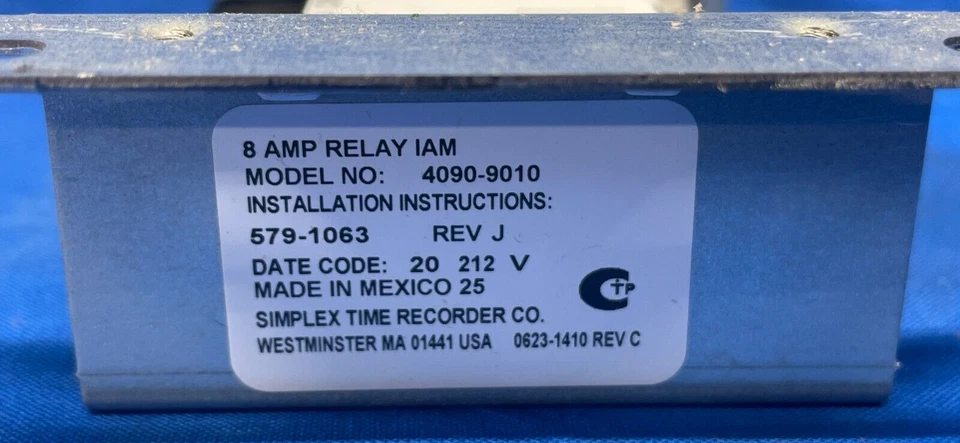 8 AMP RELAY IAM
MODEL NO: 4090-9010
INSTALLATION INSTRUCTIONS:
579-1063 REV J
DATE CODE: 20 212 V
MADE IN MEXICO 25
CTP
SIMPLEX TIME RECORDER CO.
WESTMINSTER MA 01441 USA 0623-1410 REV C